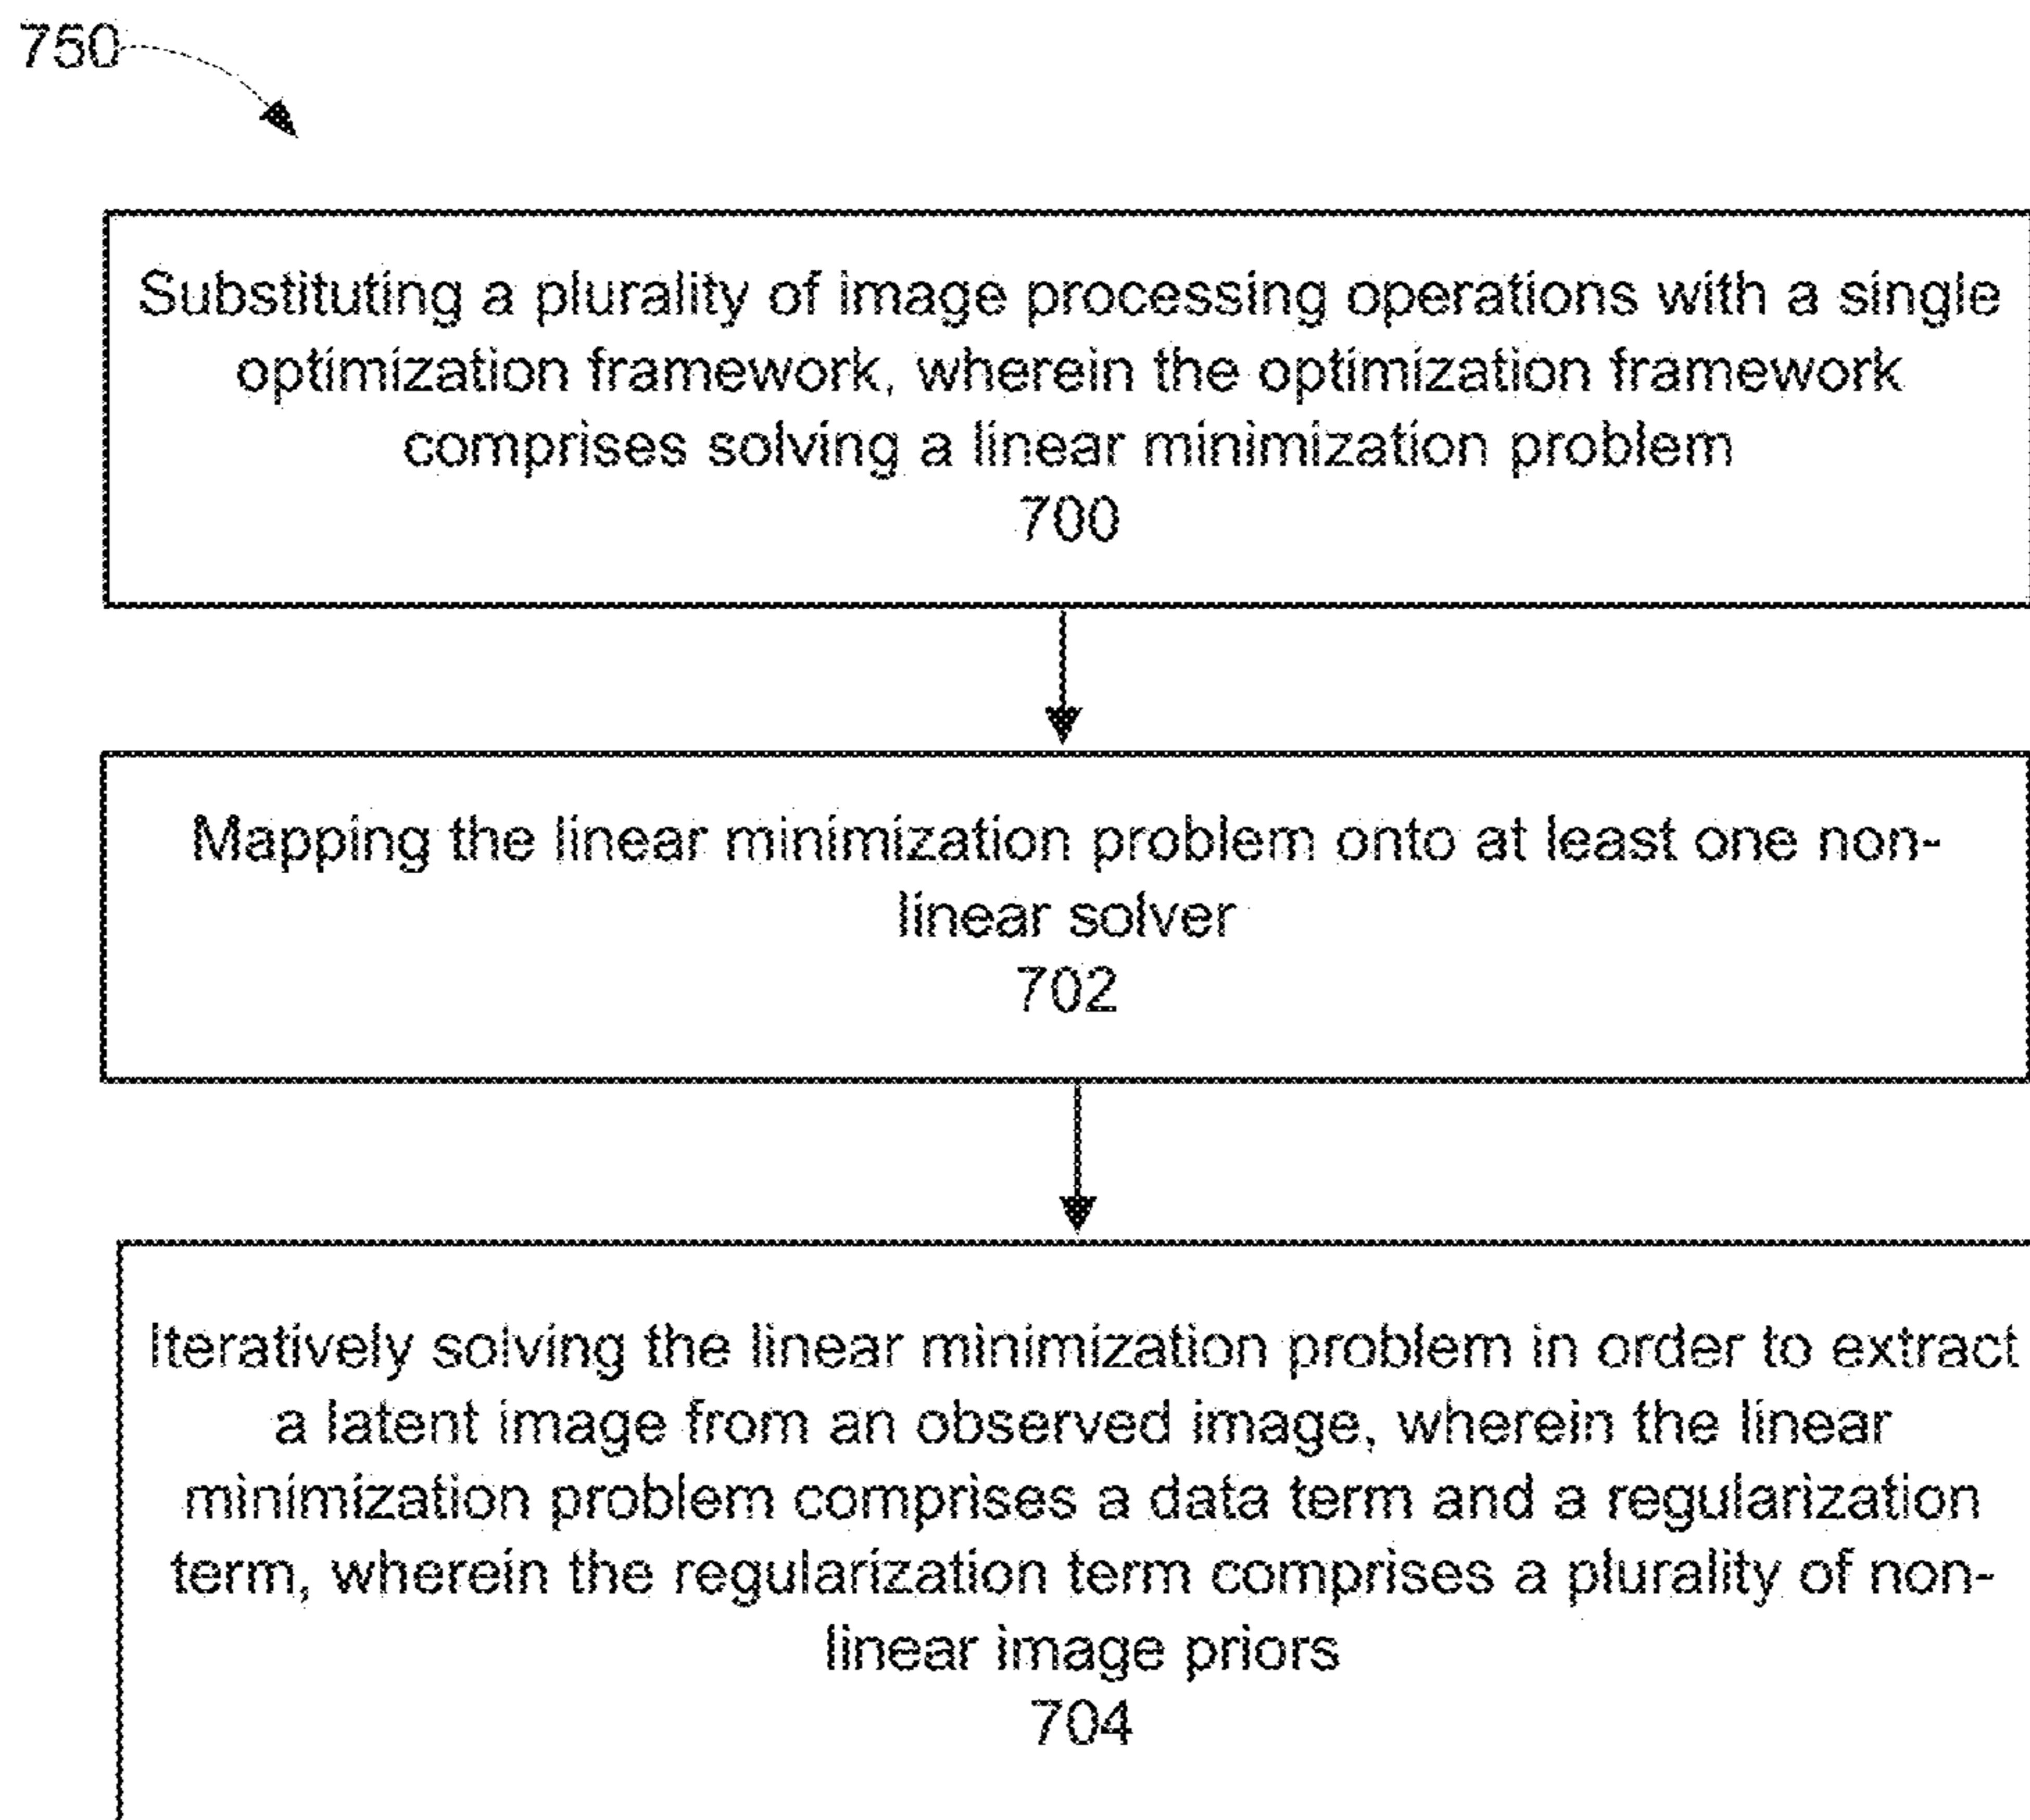 750
Substituting a plurality of image processing operations with a single
optimization framework, wherein the optimization framework
comprises solving a linear minimization problem
700
Mapping the linear minimization problem onto at least one non-
linear solver
702
Iteratively solving the linear minimization problem in order to extract
a latent image from an observed image, wherein the linear
minimization problem comprises a data term and a regularization
term, wherein the regularization term comprises a plurality of non-
linear image priors
704